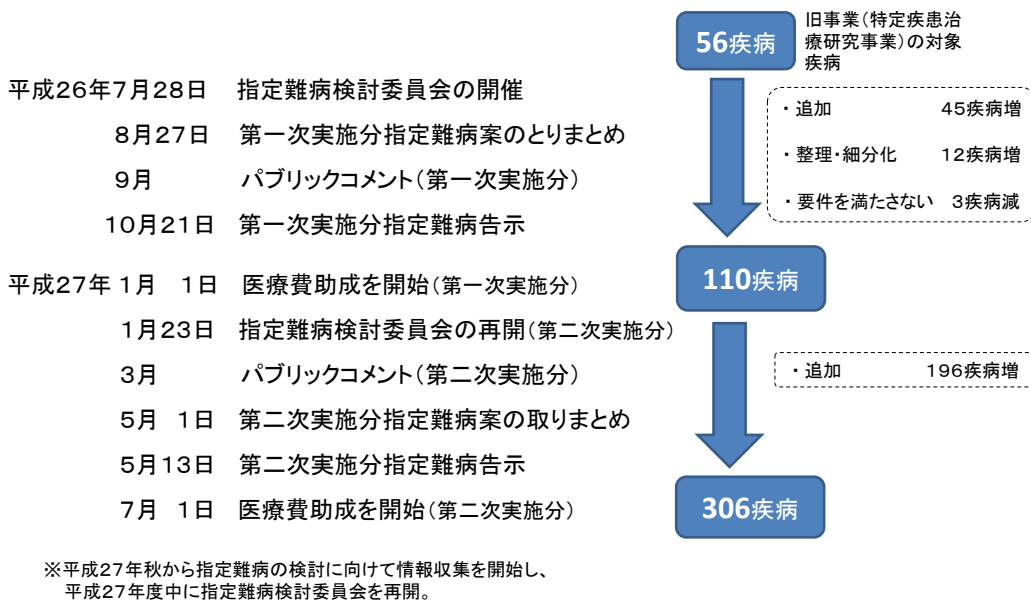 56疾病
旧事業(特定疾患治
療研究事業)の対象
疾病
平成26年7月28日 指定難病検討委員会の開催
8月27日 第一次実施分指定難病案のとりまとめ
9月 パブリックコメント(第一次実施分)
10月21日 第一次実施分指定難病告示
・追加 45疾病増
・整理・細分化 12疾病増
・要件を満たさない 3疾病減
平成27年 1月 1日 医療費助成を開始(第一次実施分)
110疾病
1月23日 指定難病検討委員会の再開(第二次実施分)
3月 パブリックコメント(第二次実施分)
・追加 196疾病増
5月 1日 第二次実施分指定難病案の取りまとめ
5月13日 第二次実施分指定難病告示
7月 1日 医療費助成を開始(第二次実施分)
306疾病
※平成27年秋から指定難病の検討に向けて情報収集を開始し、
平成27年度中に指定難病検討委員会を再開。